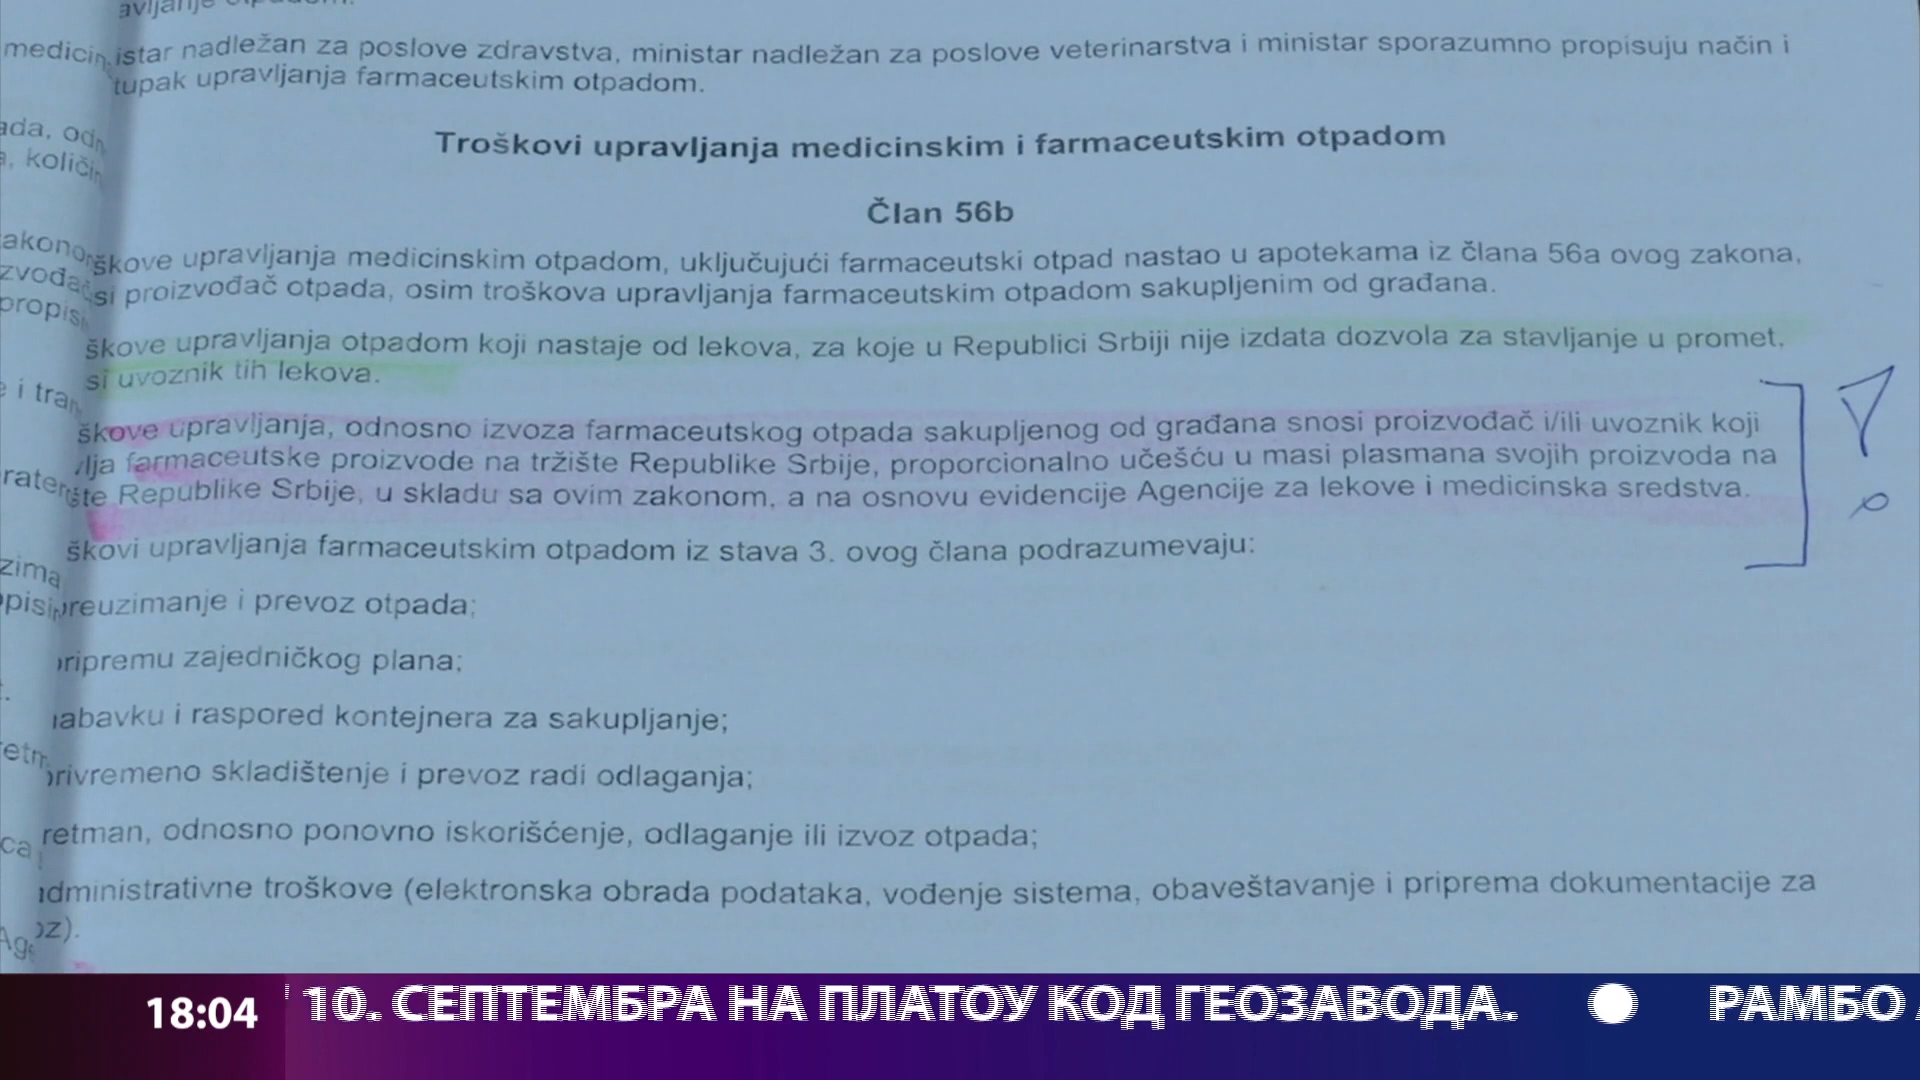 medicin istar nadležan za poslove zdravstva, ministar nadležan za poslove veterinarstva i ministar sporazumno propisuju način i
tupak upravljanja farmaceutskim otpadom.
Troškovi upravljanja medicinskim i farmaceutskim otpadom
Član 56b
škove upravljanja medicinskim otpadom, uključujući farmaceutski otpad nastao u apotekama iz člana 56a ovog zakona,
si proizvođač otpada, osim troškova upravljanja farmaceutskim otpadom sakupljenim od građana.
škove upravljanja otpadom koji nastaje od lekova, za koje u Republici Srbiji nije izdata dozvola za stavljanje u promet,
si uvoznik tih lekova.
škove upravljanja, odnosno izvoza farmaceutskog otpada sakupljenog od građana snosi proizvođač i/ili uvoznik koji
lja farmaceutske proizvode na tržište Republike Srbije, proporcionalno učešću u masi plasmana svojih proizvoda na
šte Republike Srbije, u skladu sa ovim zakonom, a na osnovu evidencije Agencije za lekove i medicinska sredstva.
škovi upravljanja farmaceutskim otpadom iz stava 3. ovog člana podrazumevaju:
preuzimanje i prevoz otpada;
pripremu zajedničkog plana;
nabavku i raspored kontejnera za sakupljanje;
privremeno skladištenje i prevoz radi odlaganja;
retman, odnosno ponovno iskorišćenje, odlaganje ili izvoz otpada;
administrativne troškove (elektronska obrada podataka, vođenje sistema, obaveštavanje i priprema dokumentacije za
oz).
18:04 10. СЕПТЕМБРА НА ПЛАТОУ КОД ГЕОЗАВОДА. РАМБО